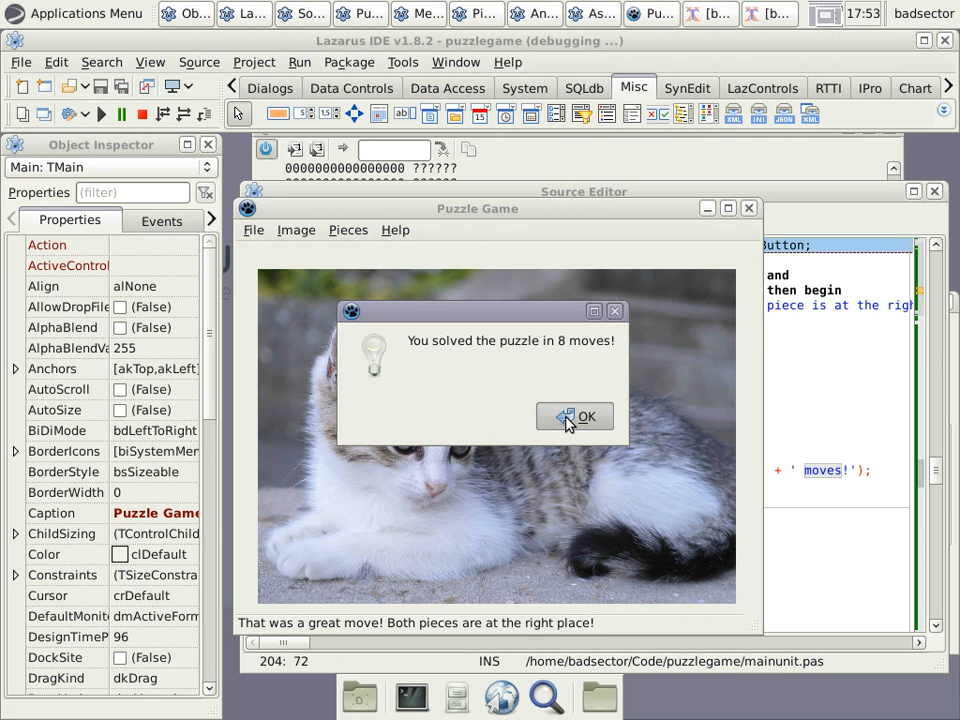 Applications Menu
Ob...
La...
So...
Pu...
Me...
Pi...
An...
As...
Pu...
[b...
[b...
17:53
badsector
Lazarus IDE v1.8.2 - puzzlegame (debugging ...)
File Edit Search View Source Project Run Package Tools Window Help
Dialogs Data Controls Data Access System SQLdb Misc SynEdit LazControls RTTI IPro Chart
Object Inspector
Main: TMain
Properties (filter)
Properties Events
Action
ActiveControl
Align alNone
AllowDropFile (False)
AlphaBlend (False)
AlphaBlendVa 255
Anchors [akTop,akLeft]
AutoScroll (False)
AutoSize (False)
BiDiMode bdLeftToRight
BorderIcons [biSystemMen
BorderStyle bsSizeable
BorderWidth 0
Caption Puzzle Game
ChildSizing (TControlChild
Color clDefault
Constraints (TSizeConstra
Cursor crDefault
DefaultMonit dmActiveForm
DesignTimeP 96
DockSite (False)
DragKind dkDrag
0000000000000000 ??????
Source Editor
Button;
and
then begin
piece is at the righ
+ ' moves!');
204: 72 INS /home/badsector/Code/puzzlegame/mainunit.pas
Puzzle Game
File Image Pieces Help
You solved the puzzle in 8 moves!
OK
That was a great move! Both pieces are at the right place!